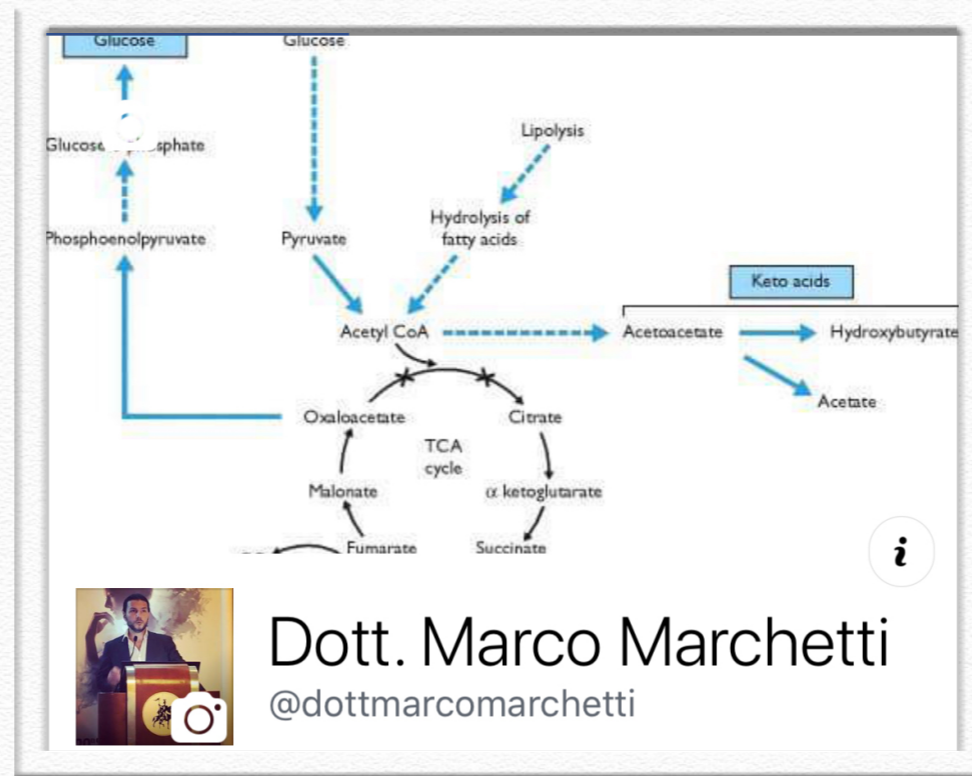 Glucose
Glucose
Lipolysis
Glucose sphate
Hydrolysis of
fatty acids
Phosphoenolpyruvate
Pyruvate
Keto acids
Acetyl CoA
Acetoacetate
Hydroxybutyrate
Acetate
Oxaloacetate
Citrate
TCA
cycle
Malonate
α ketoglutarate
Fumarate
Succinate
i
Dott. Marco Marchetti
@dottmarcomarchetti